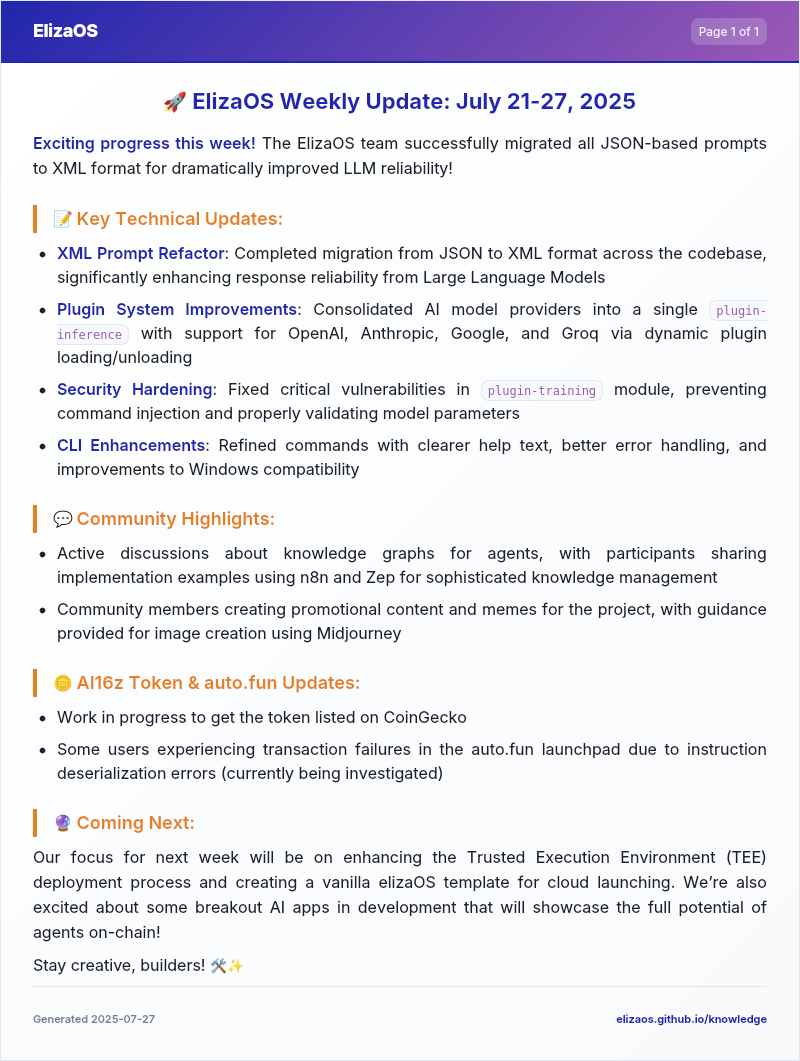 ElizaOS
Page 1 of 1
🚀 ElizaOS Weekly Update: July 21-27, 2025
Exciting progress this week! The ElizaOS team successfully migrated all JSON-based prompts
to XML format for dramatically improved LLM reliability!
📝 Key Technical Updates:
• XML Prompt Refactor: Completed migration from JSON to XML format across the codebase,
significantly enhancing response reliability from Large Language Models
• Plugin System Improvements: Consolidated AI model providers into a single plugin-
inference with support for OpenAI, Anthropic, Google, and Groq via dynamic plugin
loading/unloading
• Security Hardening: Fixed critical vulnerabilities in plugin-training module, preventing
command injection and properly validating model parameters
• CLI Enhancements: Refined commands with clearer help text, better error handling, and
improvements to Windows compatibility
💬 Community Highlights:
• Active discussions about knowledge graphs for agents, with participants sharing
implementation examples using n8n and Zep for sophisticated knowledge management
• Community members creating promotional content and memes for the project, with guidance
provided for image creation using Midjourney
🪙 AI16z Token & auto.fun Updates:
• Work in progress to get the token listed on CoinGecko
• Some users experiencing transaction failures in the auto.fun launchpad due to instruction
deserialization errors (currently being investigated)
🔮 Coming Next:
Our focus for next week will be on enhancing the Trusted Execution Environment (TEE)
deployment process and creating a vanilla elizaOS template for cloud launching. We’re also
excited about some breakout AI apps in development that will showcase the full potential of
agents on-chain!
Stay creative, builders! 🛠️✨
Generated 2025-07-27
elizaos.github.io/knowledge